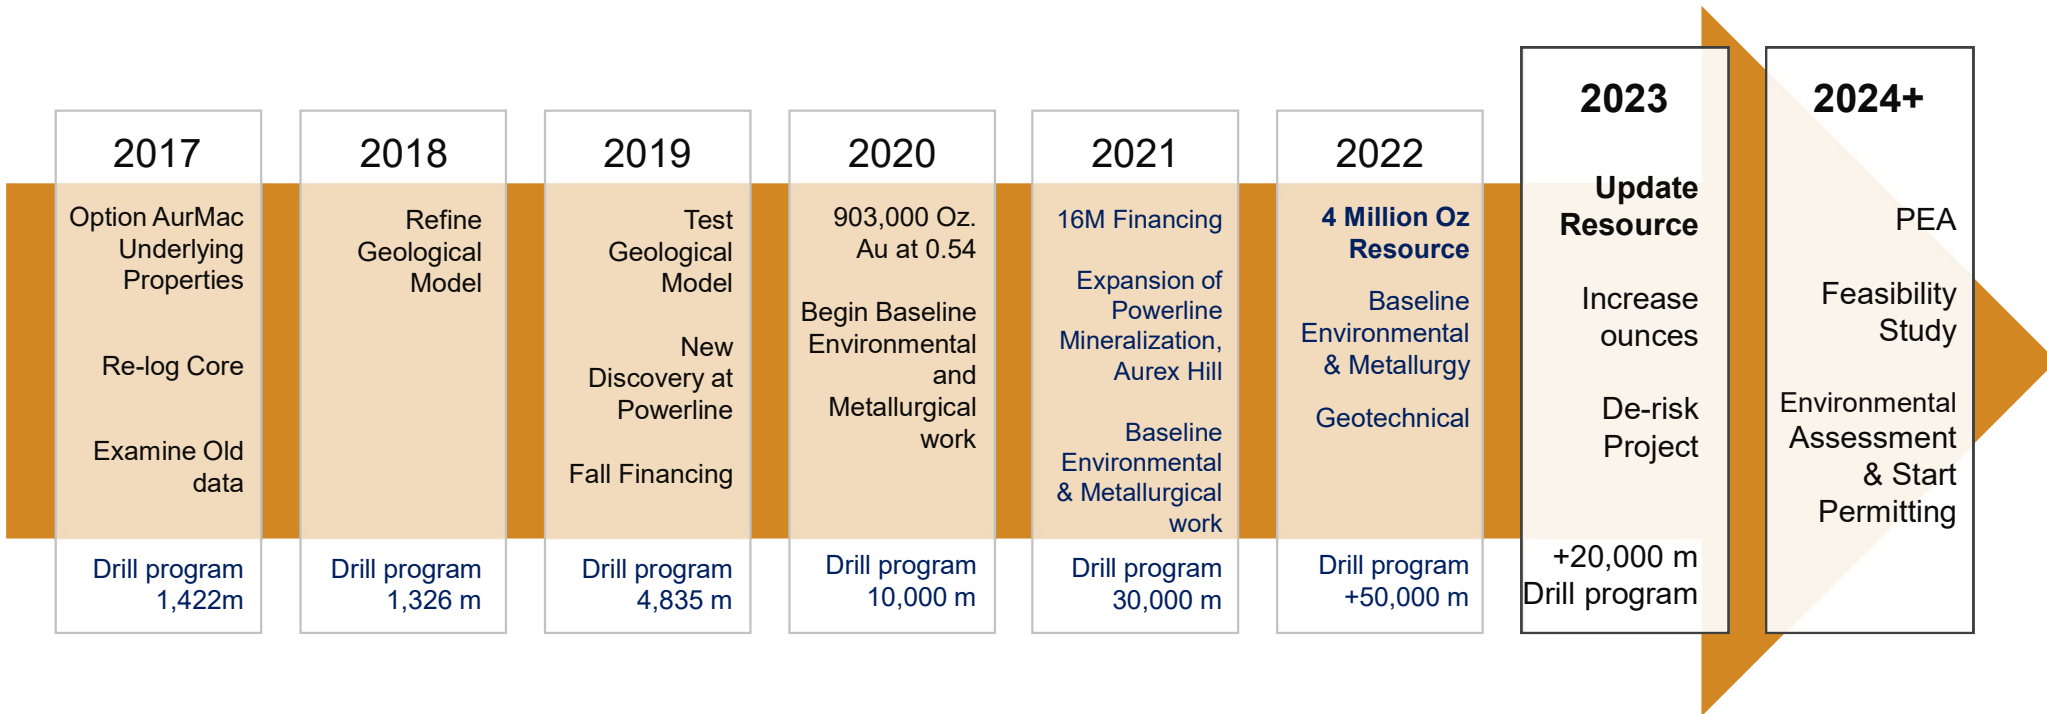 2017
Option AurMac
Underlying
Properties
Re-log Core
Examine Old
data
Drill program
1,422m
2018
Refine
Geological
Model
Drill program
1,326 m
2019
Test
Geological
Model
New
Discovery at
Powerline
Fall Financing
Drill program
4,835 m
2020
903,000 Oz.
Au at 0.54
Begin Baseline
Environmental
and
Metallurgical
work
Drill program
10,000 m
2021
16M Financing
Expansion of
Powerline
Mineralization,
Aurex Hill
Baseline
Environmental
& Metallurgical
work
Drill program
30,000 m
2022
4 Million Oz
Resource
Baseline
Environmental
& Metallurgy
Geotechnical
Drill program
+50,000 m
2023
Update
Resource
Increase
ounces
De-risk
Project
+20,000 m
Drill program
2024+
PEA
Feasibility
Study
Environmental
Assessment
& Start
Permitting